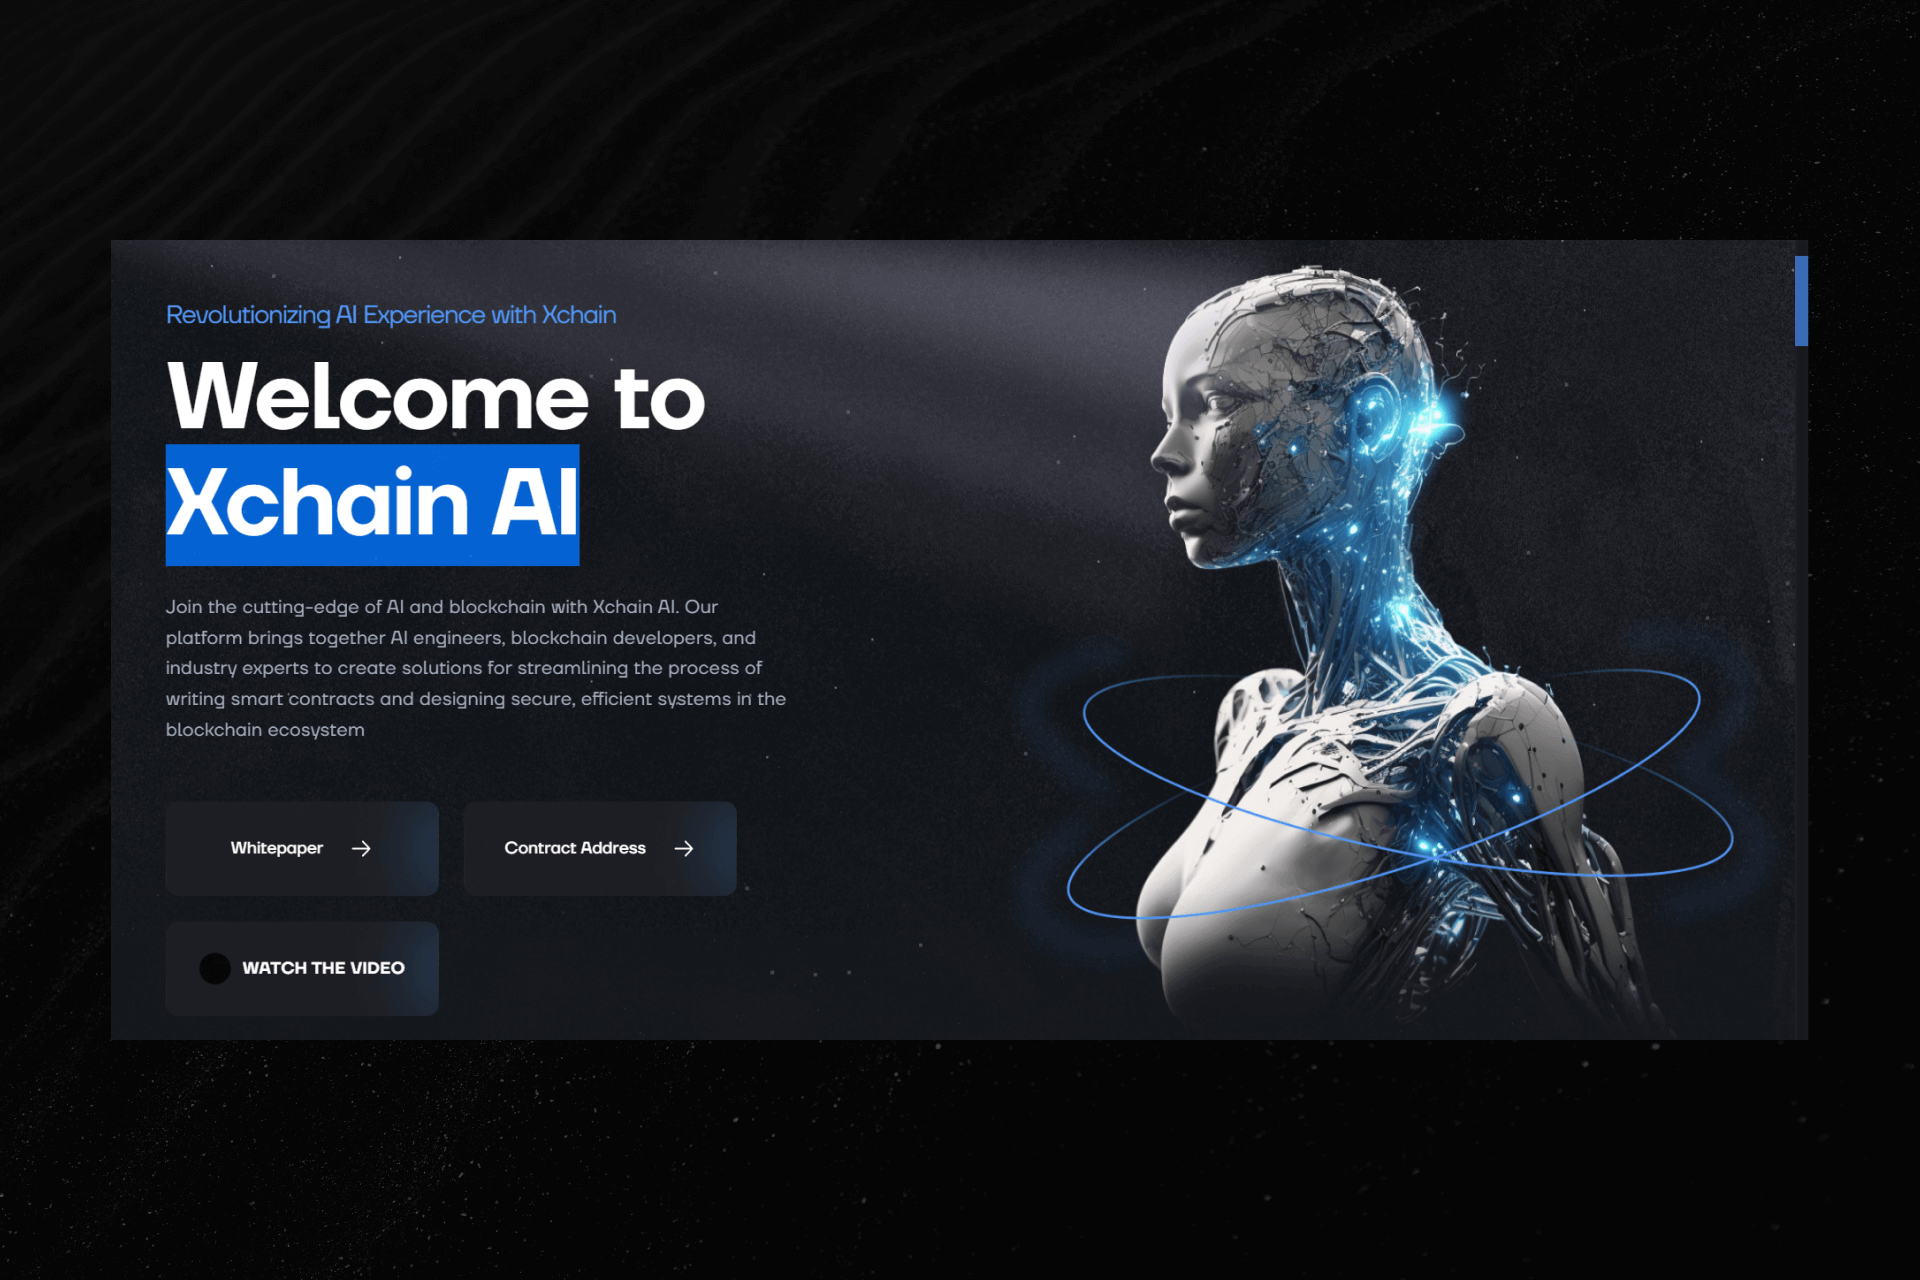 Revolutionizing AI Experience with Xchain
Welcome to
Xchain AI
Join the cutting-edge of AI and blockchain with Xchain AI. Our
platform brings together AI engineers, blockchain developers, and
industry experts to create solutions for streamlining the process of
writing smart contracts and designing secure, efficient systems in the
blockchain ecosystem
Whitepaper →
Contract Address →
WATCH THE VIDEO